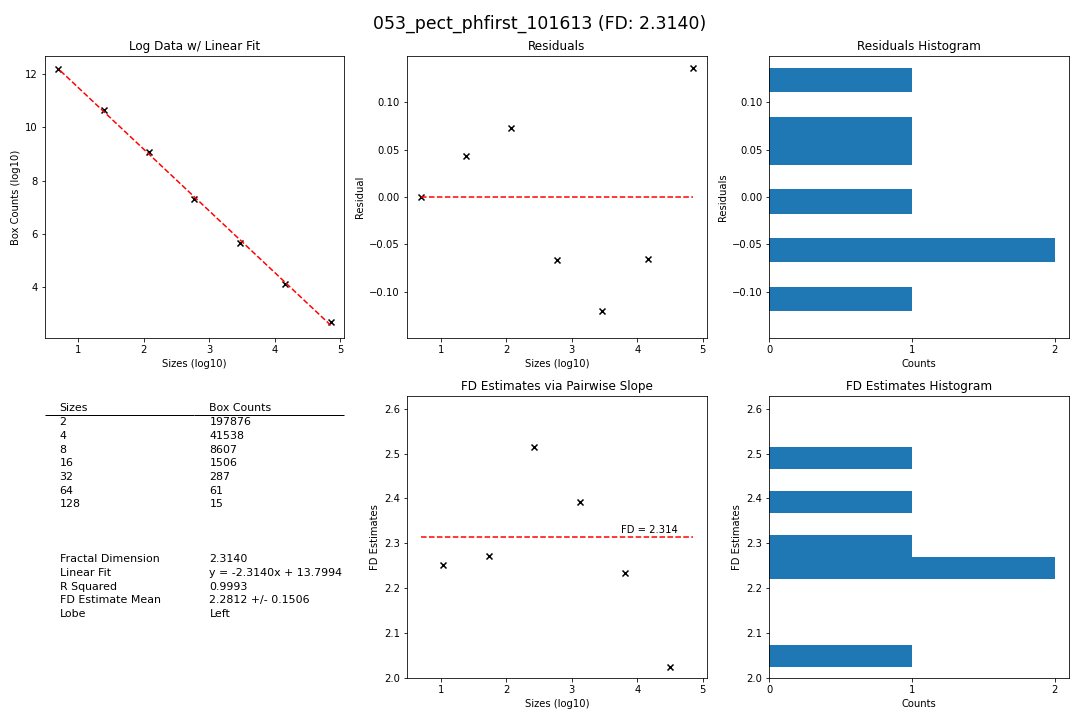 053_pect_phfirst_101613 (FD: 2.3140)
Log Data w/ Linear Fit
12
10
8
6
4
Box Counts (log10)
1 2 3 4 5
Sizes (log10)
Residuals
0.10
0.05
0.00
−0.05
−0.10
Residual
1 2 3 4 5
Sizes (log10)
Residuals Histogram
0.10
0.05
0.00
−0.05
−0.10
Residuals
0 1 2
Counts
Sizes Box Counts
2 197876
4 41538
8 8607
16 1506
32 287
64 61
128 15
Fractal Dimension 2.3140
Linear Fit y = -2.3140x + 13.7994
R Squared 0.9993
FD Estimate Mean 2.2812 +/- 0.1506
Lobe Left
FD Estimates via Pairwise Slope
2.6
2.5
2.4
2.3
2.2
2.1
2.0
FD Estimates
FD = 2.314
1 2 3 4 5
Sizes (log10)
FD Estimates Histogram
2.6
2.5
2.4
2.3
2.2
2.1
2.0
FD Estimates
0 1 2
Counts